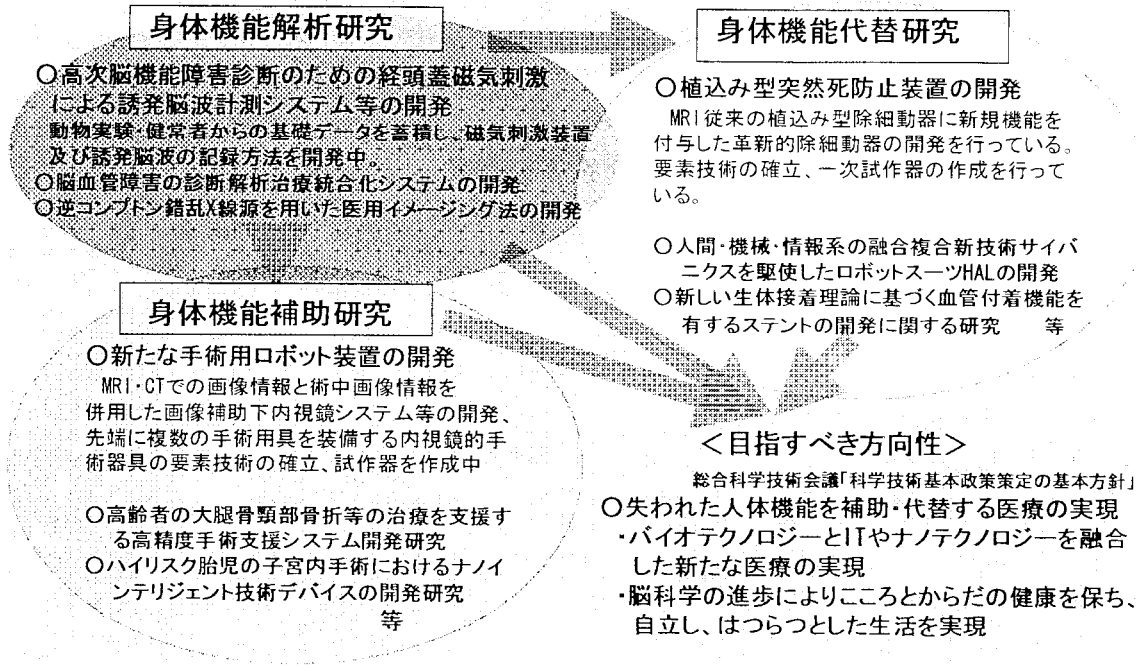 身体機能解析研究
○高次脳機能障害診断のための経頭蓋磁気刺激
による誘発脳波計測システム等の開発
動物実験・健常者からの基礎データを蓄積し、磁気刺激装置
及び誘発脳波の記録方法を開発中。
○脳血管障害の診断解析治療統合化システムの開発
○逆コンプトン錯乱X線源を用いた医用イメージング法の開発
身体機能代替研究
○植込み型突然死防止装置の開発
MRI従来の植込み型除細動器に新規機能を
付与した革新的除細動器の開発を行っている。
要素技術の確立、一次試作器の作成を行って
いる。
○人間・機械・情報系の融合複合新技術サイバ
ニクスを駆使したロボットスーツHALの開発
○新しい生体接着理論に基づく血管付着機能を
有するステントの開発に関する研究 等
身体機能補助研究
○新たな手術用ロボット装置の開発
MRI・CTでの画像情報と術中画像情報を
併用した画像補助下内視鏡システム等の開発、
先端に複数の手術用具を装備する内視鏡的手
術器具の要素技術の確立、試作器を作成中
○高齢者の大腿骨頸部骨折等の治療を支援す
る高精度手術支援システム開発研究
○ハイリスク胎児の子宮内手術におけるナノイ
ンテリジェント技術デバイスの開発研究
等
＜目指すべき方向性＞
総合科学技術会議「科学技術基本政策策定の基本方針」
○失われた人体機能を補助・代替する医療の実現
・バイオテクノロジーとITやナノテクノロジーを融合
した新たな医療の実現
・脳科学の進歩によりこころとからだの健康を保ち、
自立し、はつらつとした生活を実現